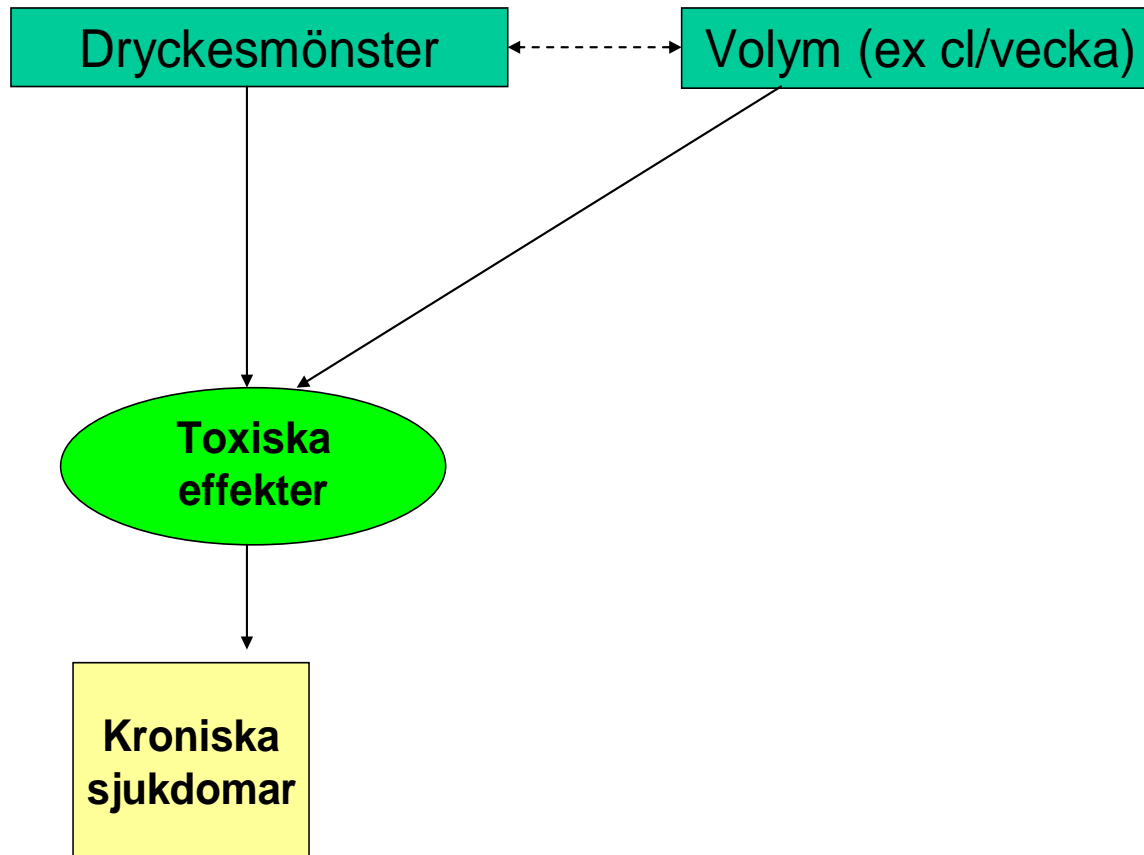 Dryckesmönster
Volym (ex cl/vecka)
Toxiska
effekter
Kroniska
sjukdomar